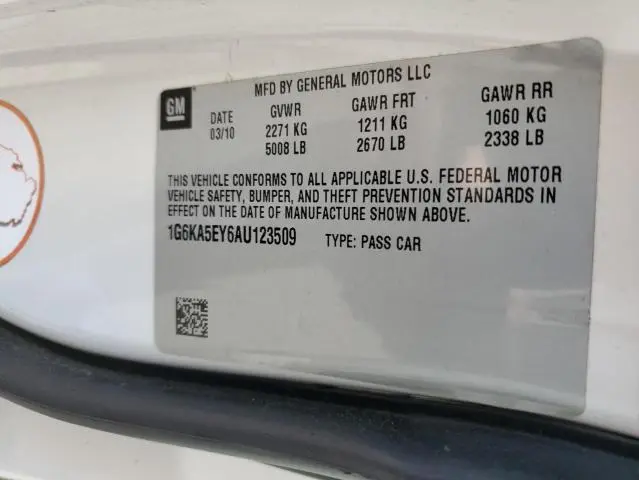 MFD BY GENERAL MOTORS LLC
GM
DATE GVWR GAWR FRT GAWR RR
03/10 2271 KG 1211 KG 1060 KG
5008 LB 2670 LB 2338 LB
THIS VEHICLE CONFORMS TO ALL APPLICABLE U.S. FEDERAL MOTOR
VEHICLE SAFETY, BUMPER, AND THEFT PREVENTION STANDARDS IN
EFFECT ON THE DATE OF MANUFACTURE SHOWN ABOVE.
1G6KA5EY6AU123509 TYPE: PASS CAR